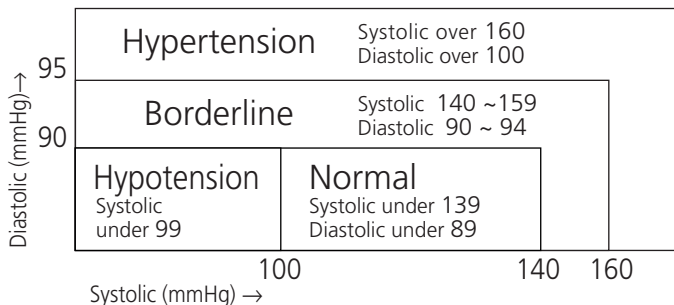 Hypertension
Systolic over 160
Diastolic over 100
95
Borderline
Systolic 140 ~159
Diastolic 90 ~ 94
90
Hypotension
Systolic
under 99
Normal
Systolic under 139
Diastolic under 89
Diastolic (mmHg)→
100
140
160
Systolic (mmHg) →